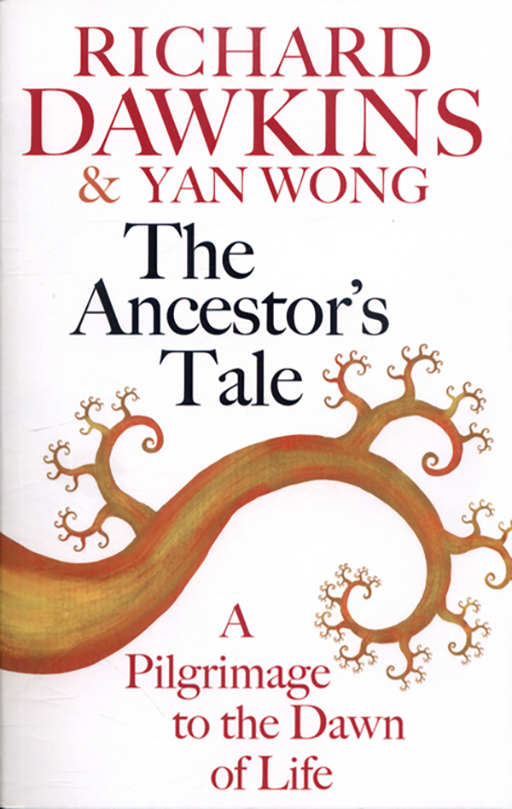 RICHARD
DAWKINS
& YAN WONG
The
Ancestor's
Tale
A
Pilgrimage
to the Dawn
of Life